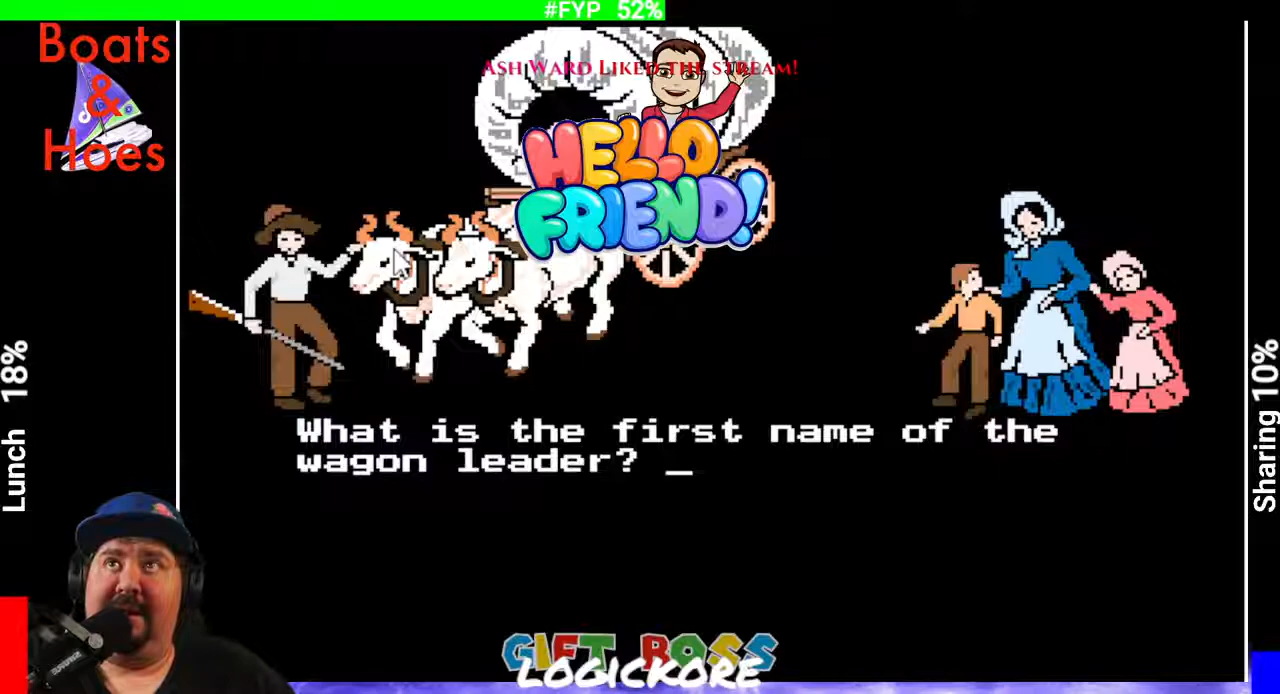 #FYP 52%
Boats
&
Hoes
Ash Ward Liked the stream!
HELLO
FRIEND!
What is the first name of the
wagon leader? _
Lunch 18%
Sharing 10%
GIFT BOSS
LOGICKORE